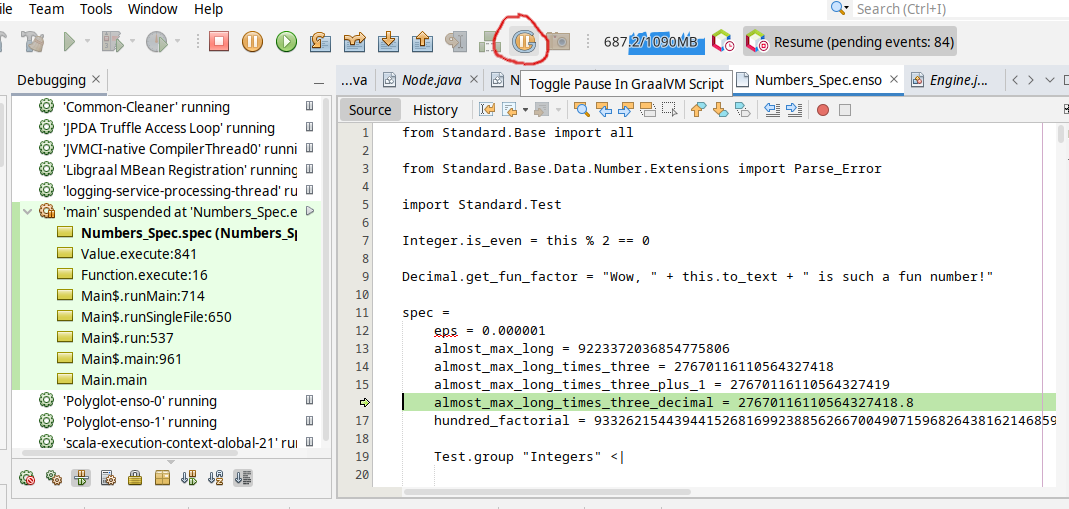 ile Team Tools Window Help Search (Ctrl+I)
687.2/1090MB Resume (pending events: 84)
Debugging × ...va Node.java × N Toggle Pause In GraalVM Script Numbers_Spec.enso × Engine.j...
Source History
'Common-Cleaner' running
'JPDA Truffle Access Loop' running
'JVMCI-native CompilerThread0' runni
'Libgraal MBean Registration' running
'logging-service-processing-thread' ru
'main' suspended at 'Numbers_Spec.e
Numbers_Spec.spec (Numbers_Sp
Value.execute:841
Function.execute:16
Main$.runMain:714
Main$.runSingleFile:650
Main$.run:537
Main$.main:961
Main.main
'Polyglot-enso-0' running
'Polyglot-enso-1' running
'scala-execution-context-global-21' run
1 from Standard.Base import all
2
3 from Standard.Base.Data.Number.Extensions import Parse_Error
4
5 import Standard.Test
6
7 Integer.is_even = this % 2 == 0
8
9 Decimal.get_fun_factor = "Wow, " + this.to_text + " is such a fun number!"
10
11 spec =
12 eps = 0.000001
13 almost_max_long = 9223372036854775806
14 almost_max_long_times_three = 27670116110564327418
15 almost_max_long_times_three_plus_1 = 27670116110564327419
almost_max_long_times_three_decimal = 27670116110564327418.8
17 hundred_factorial = 9332621544394415268169923885626670049071596826438162146859
18
19 Test.group "Integers" <|
20